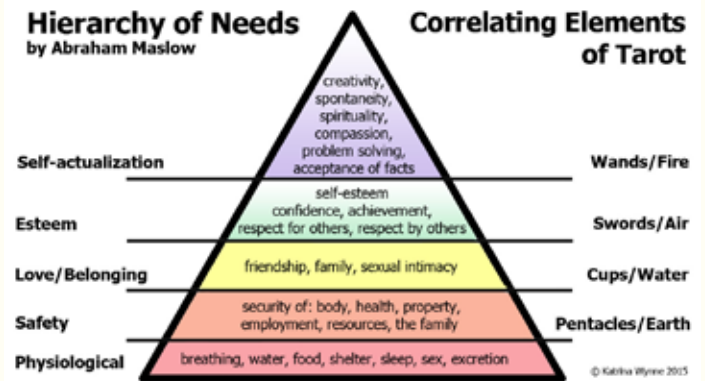 Hierarchy of Needs
by Abraham Maslow
Correlating Elements
of Tarot
creativity,
spontaneity,
spirituality,
compassion,
problem solving,
acceptance of facts
Self-actualization
Wands/Fire
self-esteem
confidence, achievement,
respect for others, respect by others
Esteem
Swords/Air
friendship, family, sexual intimacy
Love/Belonging
Cups/Water
security of: body, health, property,
employment, resources, the family
Safety
Pentacles/Earth
breathing, water, food, shelter, sleep, sex, excretion
Physiological
© Katrina Wynne 2015